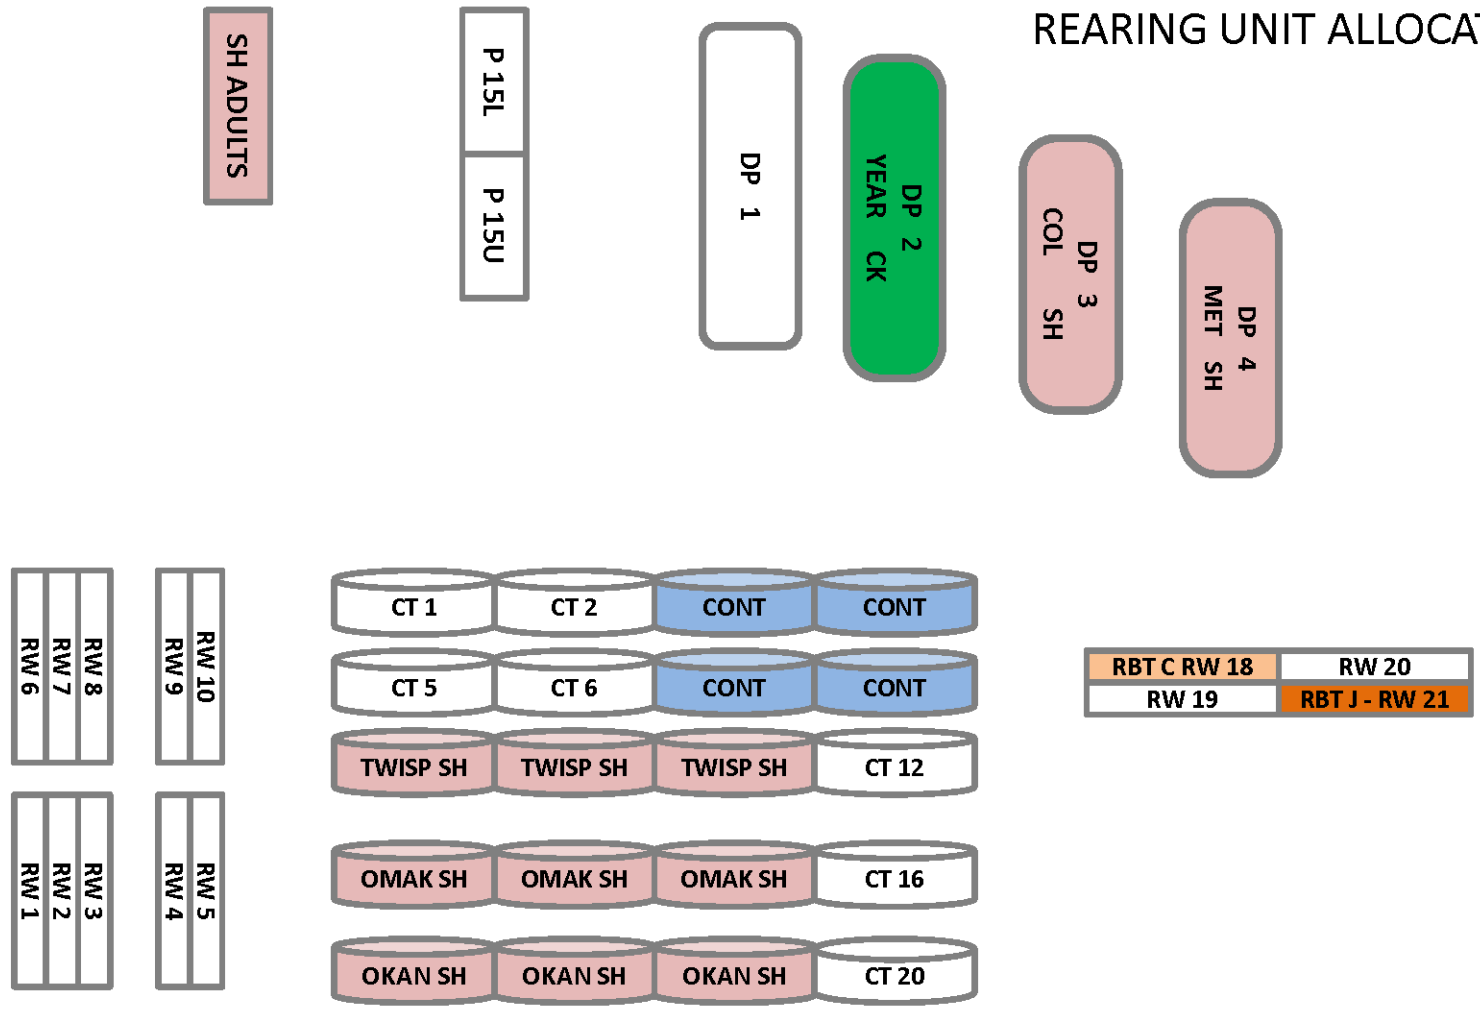 REARING UNIT ALLOCAT
SH ADULTS
P 15L
P 15U
DP 1
DP 2
YEAR CK
DP 3
COL SH
DP 4
MET SH
RW 6
RW 7
RW 8
RW 9
RW 10
CT 1
CT 2
CONT
CONT
CT 5
CT 6
CONT
CONT
TWISP SH
TWISP SH
TWISP SH
CT 12
RBT C RW 18
RW 20
RW 19
RBT J - RW 21
RW 1
RW 2
RW 3
RW 4
RW 5
OMAK SH
OMAK SH
OMAK SH
CT 16
OKAN SH
OKAN SH
OKAN SH
CT 20